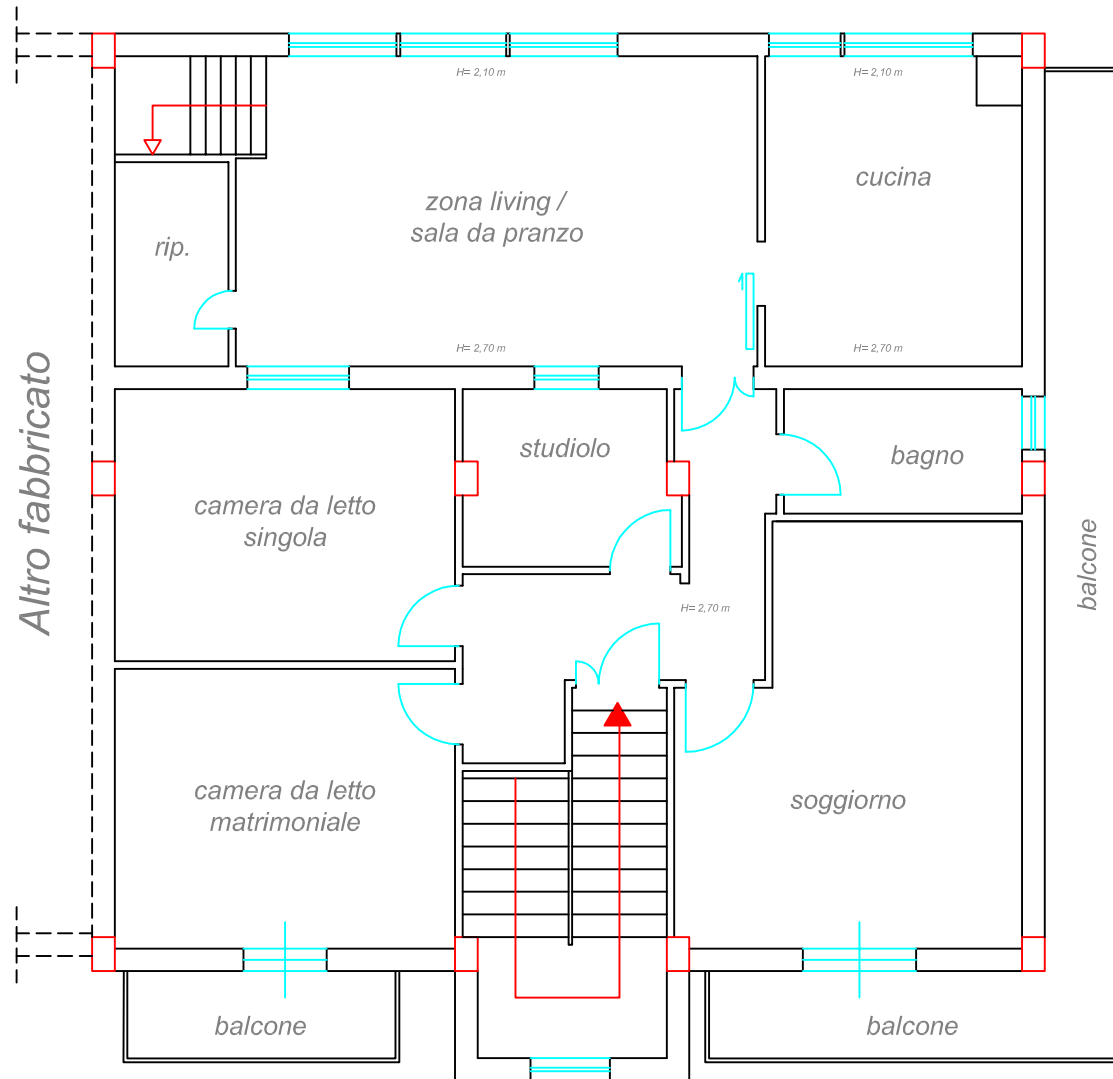 H= 2,10 m
H= 2,10 m
zona living /
sala da pranzo
cucina
rip.
H= 2,70 m
H= 2,70 m
Altro fabbricato
studiolo
bagno
camera da letto
singola
balcone
H= 2,70 m
camera da letto
matrimoniale
soggiorno
balcone
balcone